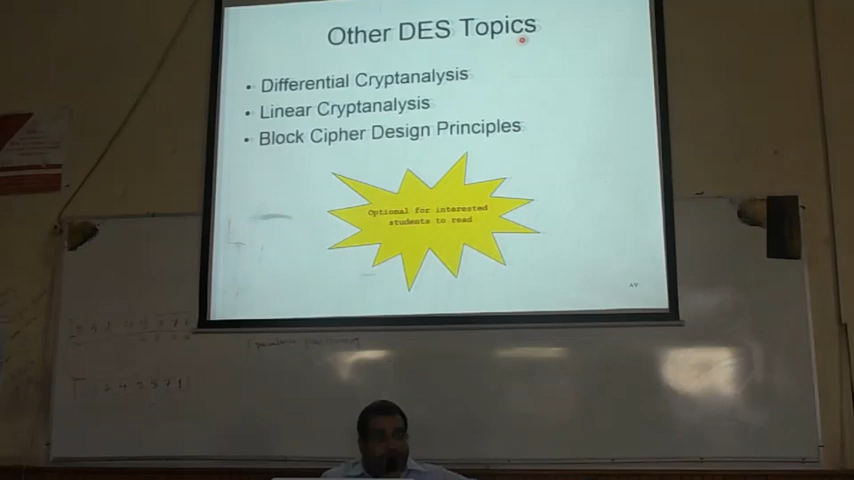 Other DES Topics
• Differential Cryptanalysis
• Linear Cryptanalysis
• Block Cipher Design Principles
Optional for interested
students to read